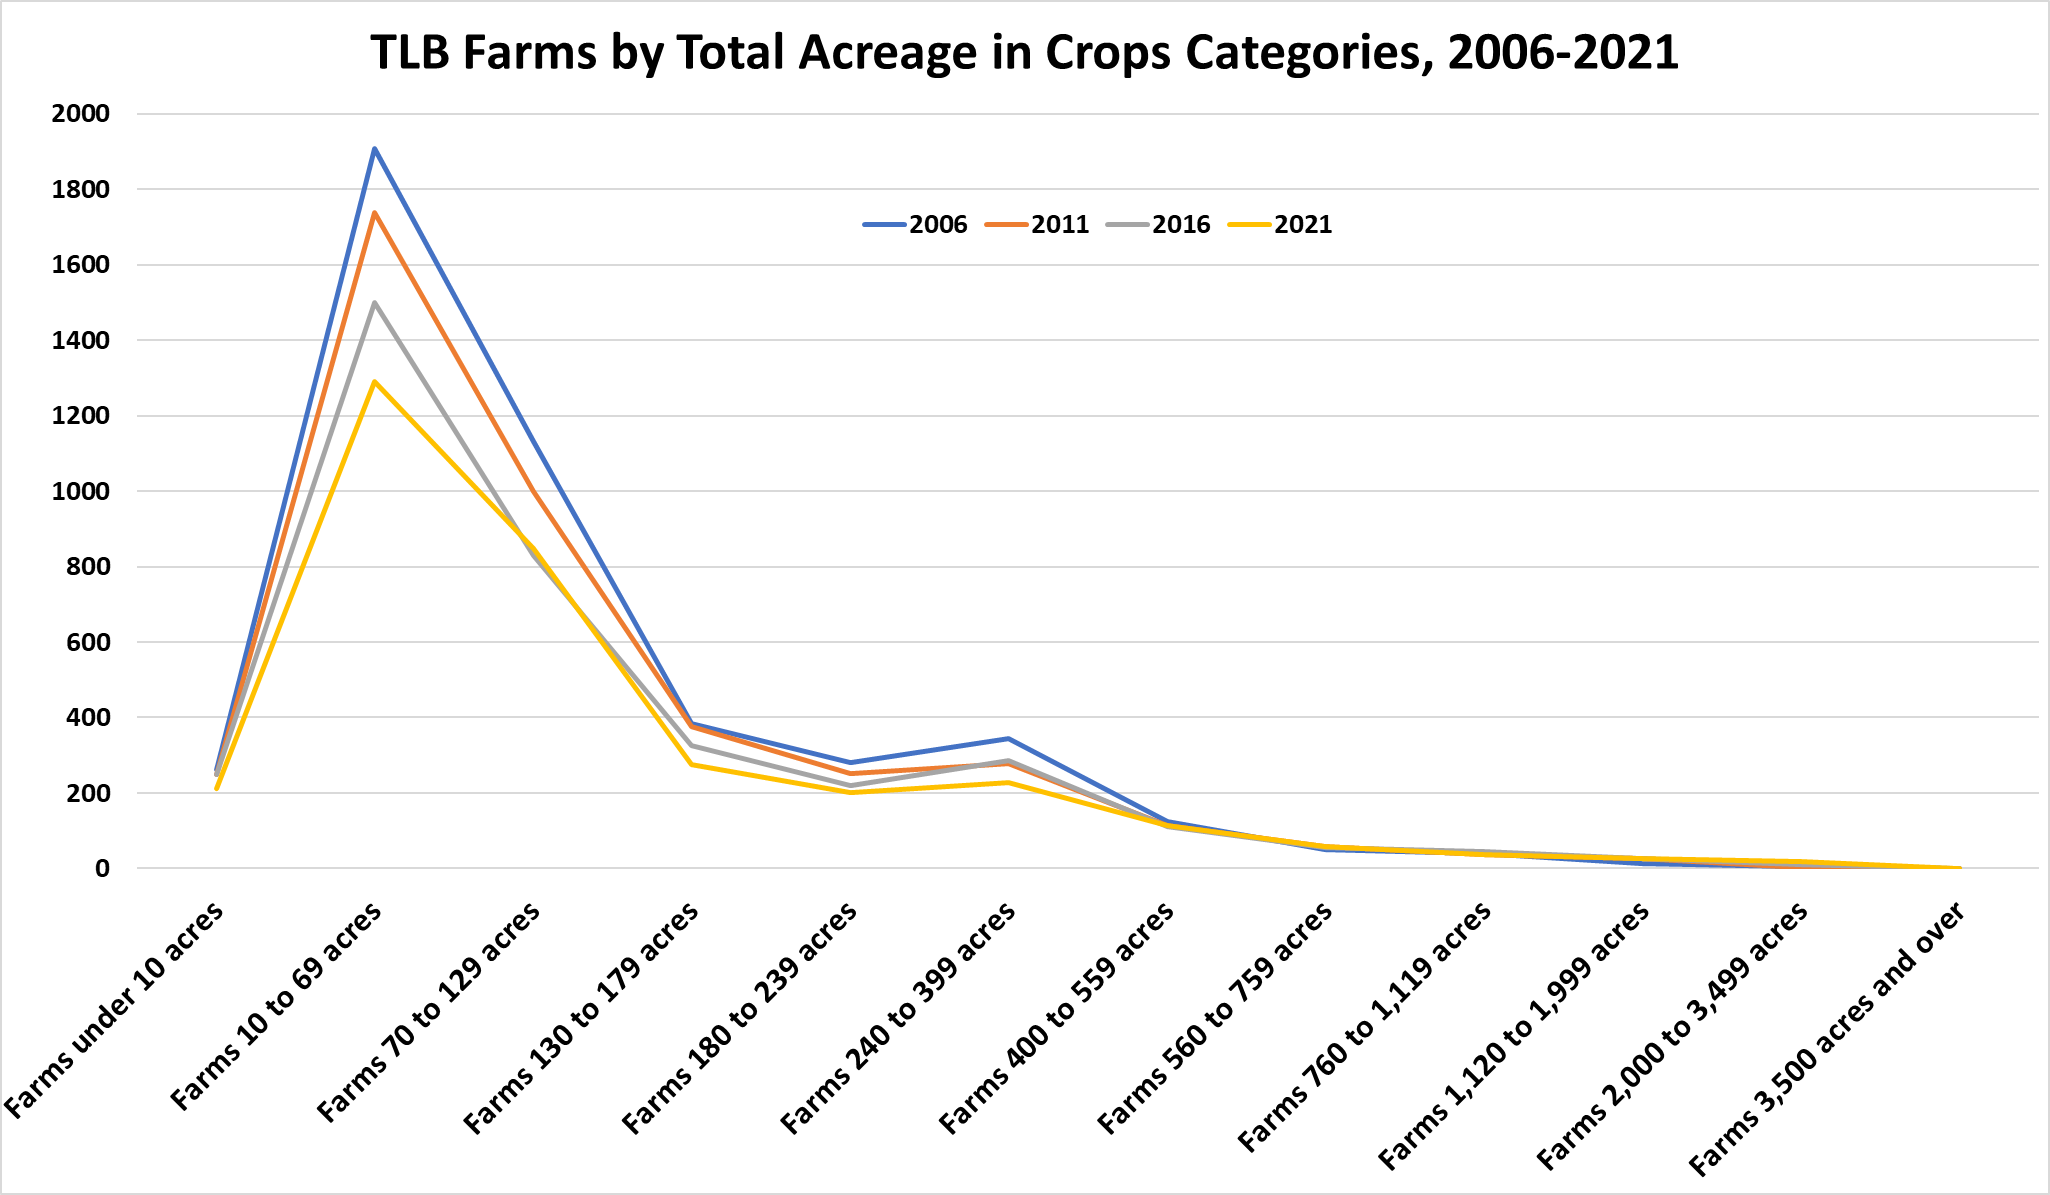 TLB Farms by Total Acreage in Crops Categories, 2006-2021
2000
1800
1600
1400
1200
1000
800
600
400
200
0
2006 2011 2016 2021
Farms under 10 acres
Farms 10 to 69 acres
Farms 70 to 129 acres
Farms 130 to 179 acres
Farms 180 to 239 acres
Farms 240 to 399 acres
Farms 400 to 559 acres
Farms 560 to 759 acres
Farms 760 to 1,119 acres
Farms 1,120 to 1,999 acres
Farms 2,000 to 3,499 acres
Farms 3,500 acres and over